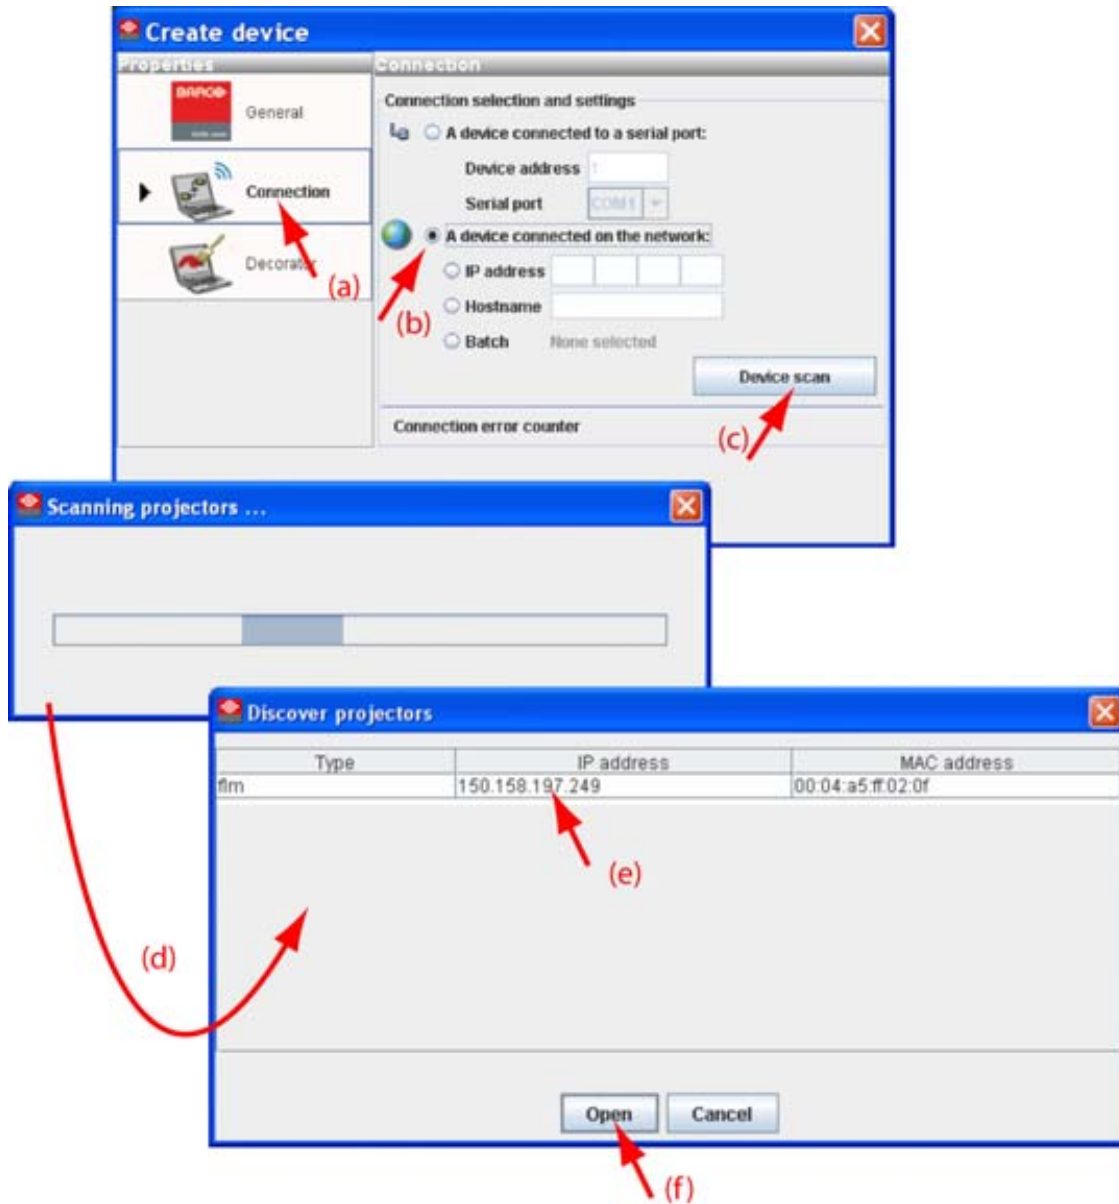 Create device
Properties
Connection
BARCO
General
Connection selection and settings
A device connected to a serial port:
Device address 1
Serial port COM1
Connection
A device connected on the network:
Decorator
(a)
IP address
(b)
Hostname
Batch None selected
Device scan
Connection error counter
(c)
Scanning projectors ...
Discover projectors
Type IP address MAC address
flm 150.158.197.249 00:04:a5:ff:02:0f
(e)
(d)
Open Cancel
(f)